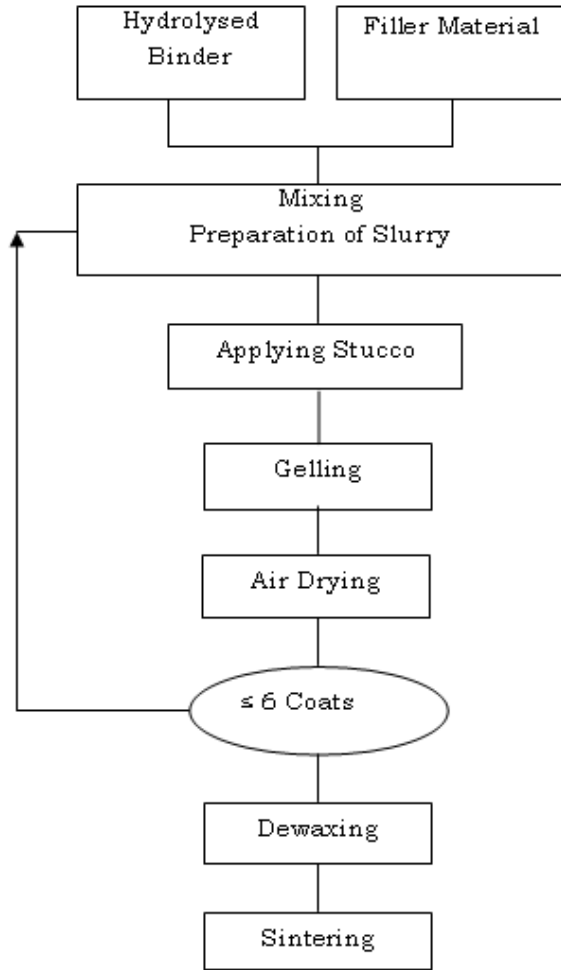 Hydrolysed
Binder
Filler Material
Mixing
Preparation of Slurry
Applying Stucco
Gelling
Air Drying
≤ 6 Coats
Dewaxing
Sintering